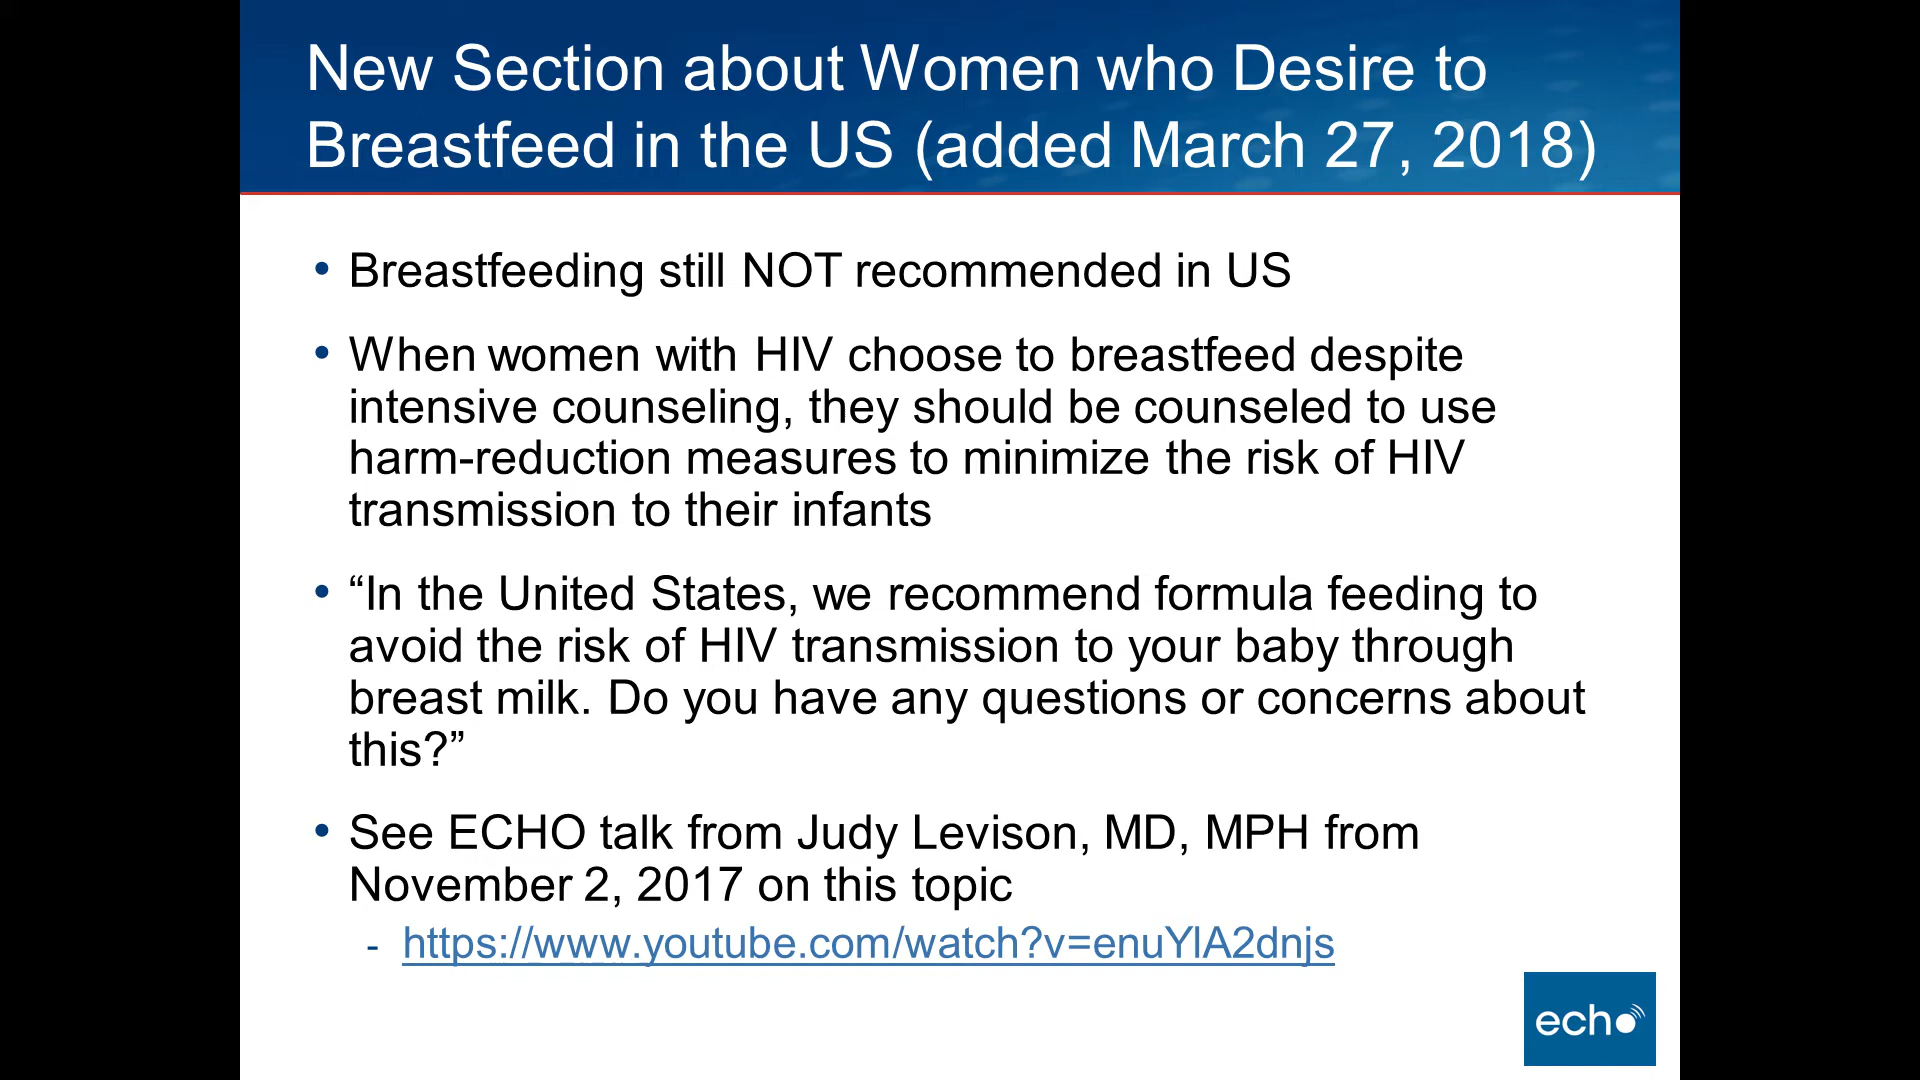 New Section about Women who Desire to
Breastfeed in the US (added March 27, 2018)
• Breastfeeding still NOT recommended in US
• When women with HIV choose to breastfeed despite
intensive counseling, they should be counseled to use
harm-reduction measures to minimize the risk of HIV
transmission to their infants
• “In the United States, we recommend formula feeding to
avoid the risk of HIV transmission to your baby through
breast milk. Do you have any questions or concerns about
this?”
• See ECHO talk from Judy Levison, MD, MPH from
November 2, 2017 on this topic
- https://www.youtube.com/watch?v=enuYlA2dnjs
echo